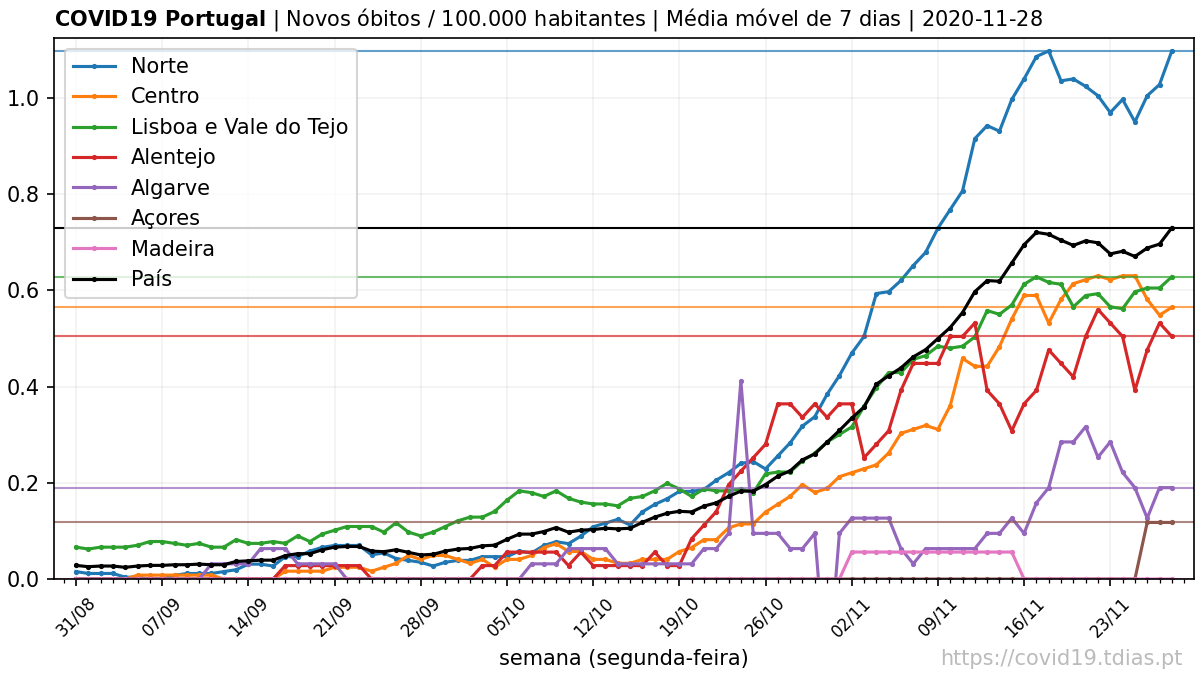 COVID19 Portugal | Novos óbitos / 100.000 habitantes | Média móvel de 7 dias | 2020-11-28
Norte
Centro
Lisboa e Vale do Tejo
Alentejo
Algarve
Açores
Madeira
País
1.0
0.8
0.6
0.4
0.2
0.0
31/08
07/09
14/09
21/09
28/09
05/10
12/10
19/10
26/10
02/11
09/11
16/11
23/11
semana (segunda-feira)
https://covid19.tdias.pt